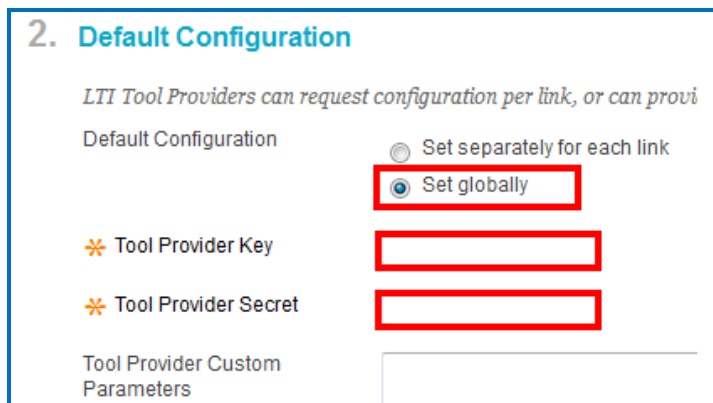 2. Default Configuration
LTI Tool Providers can request configuration per link, or can
Default Configuration
Set separately for each link
Set globally
Tool Provider Key
Tool Provider Secret
Tool Provider Custom
Parameters